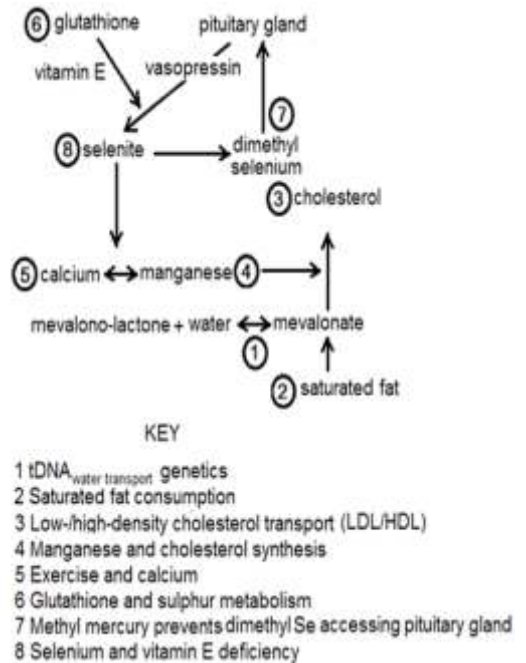 6 glutathione pituitary gland
vitamin E vasopressin
7
8 selenite dimethyl
selenium
3 cholesterol
5 calcium manganese 4
mevalono-lactone + water mevalonate
1
2 saturated fat
KEY
1 tDNA water transport genetics
2 Saturated fat consumption
3 Low-/high-density cholesterol transport (LDL/HDL)
4 Manganese and cholesterol synthesis
5 Exercise and calcium
6 Glutathione and sulphur metabolism
7 Methyl mercury prevents dimethyl Se accessing pituitary gland
8 Selenium and vitamin E deficiency